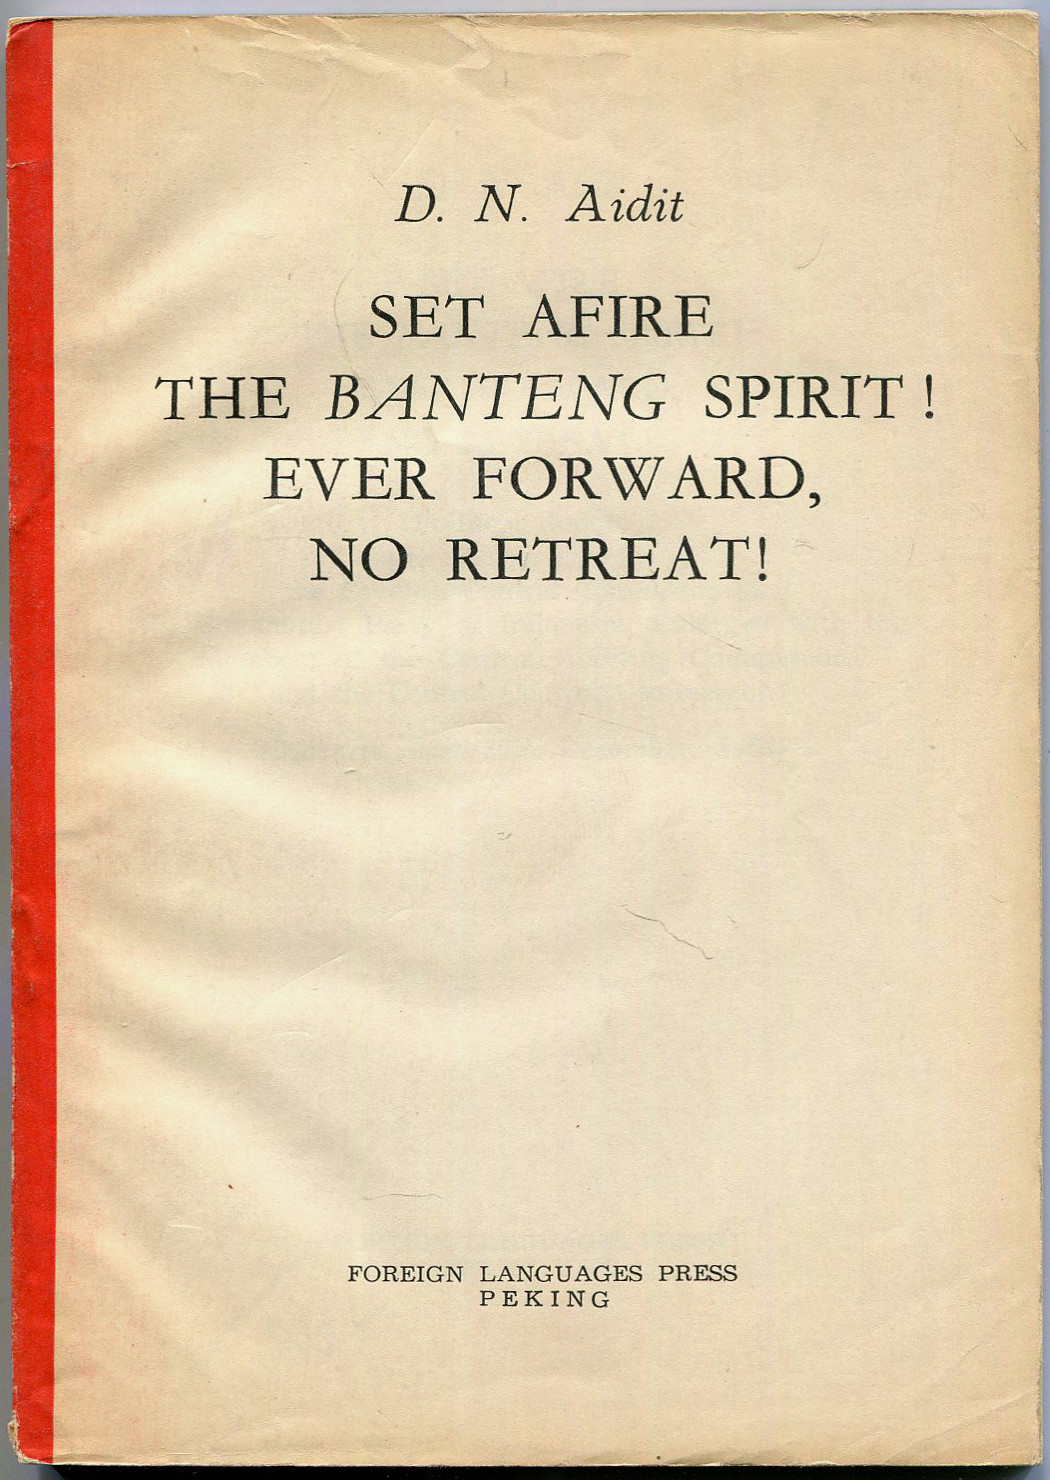 D. N. Aidit
SET AFIRE
THE BANTENG SPIRIT!
EVER FORWARD,
NO RETREAT!
FOREIGN LANGUAGES PRESS
PEKING